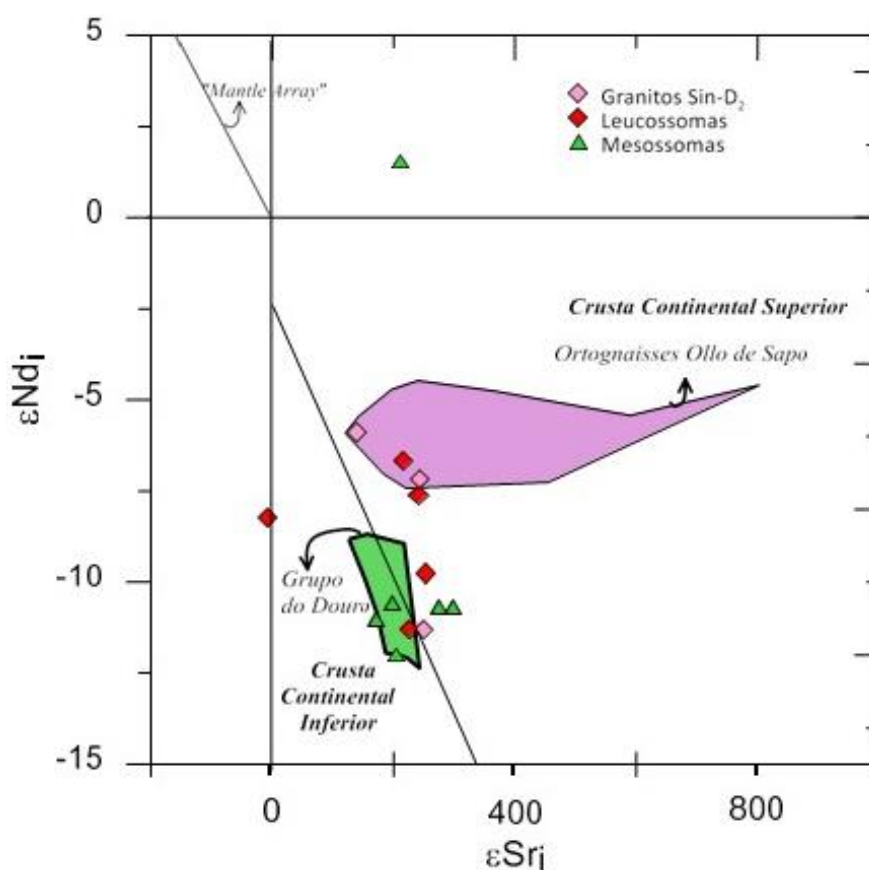 5
"Mantle Array"
Granitos Sin-D₂
Leucossomas
Mesossomas
0
Crusta Continental Superior
Ortognaisses Ollo de Sapo
εNdi
-5
-10
Grupo
do Douro
Crusta
Continental
Inferior
-15
0
400
800
εSri